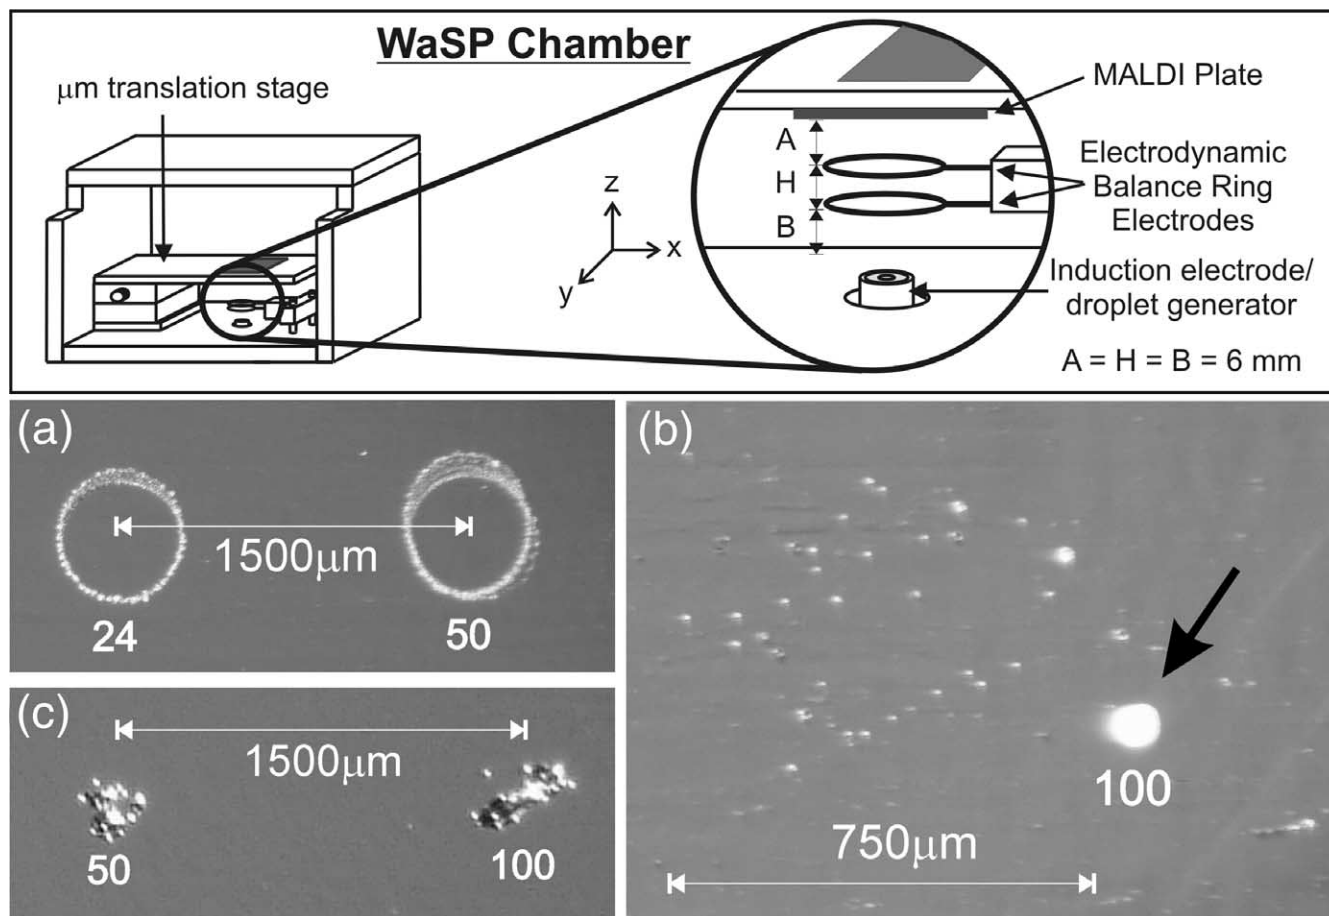 WaSP Chamber
μm translation stage
MALDI Plate
A
Electrodynamic
Balance Ring
Electrodes
H
B
z
x
y
Induction electrode/
droplet generator
A = H = B = 6 mm
(a)
1500μm
24
50
(b)
100
750μm
(c)
1500μm
50
100